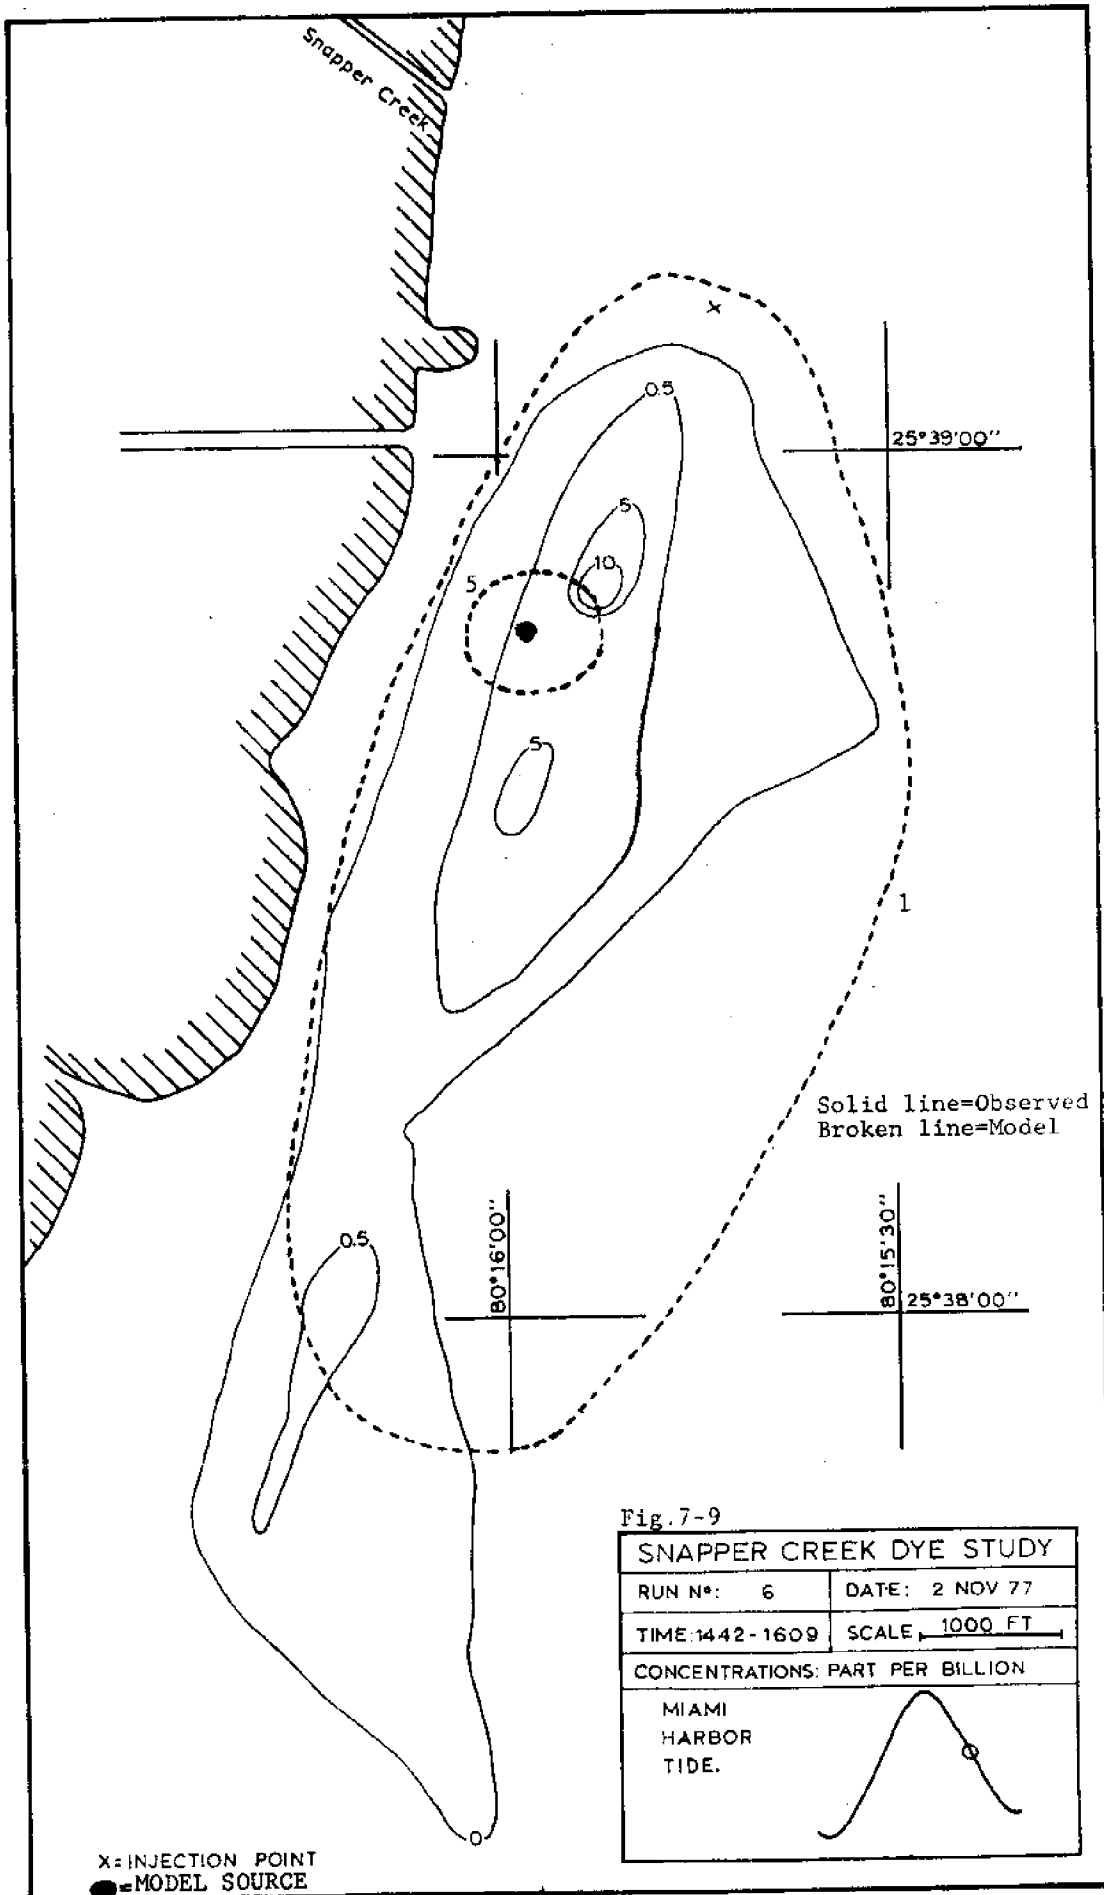 Snapper Creek
x
0.5
25°39'00"
5
10
5
5
1
Solid line=Observed
Broken line=Model
80°16'00"
80°15'30"
0.5
25°38'00"
Fig.7-9
SNAPPER CREEK DYE STUDY
RUN Nº: 6 DATE: 2 NOV 77
TIME:1442-1609 SCALE 1000 FT
CONCENTRATIONS: PART PER BILLION
MIAMI
HARBOR
TIDE.
0
X=INJECTION POINT
=MODEL SOURCE